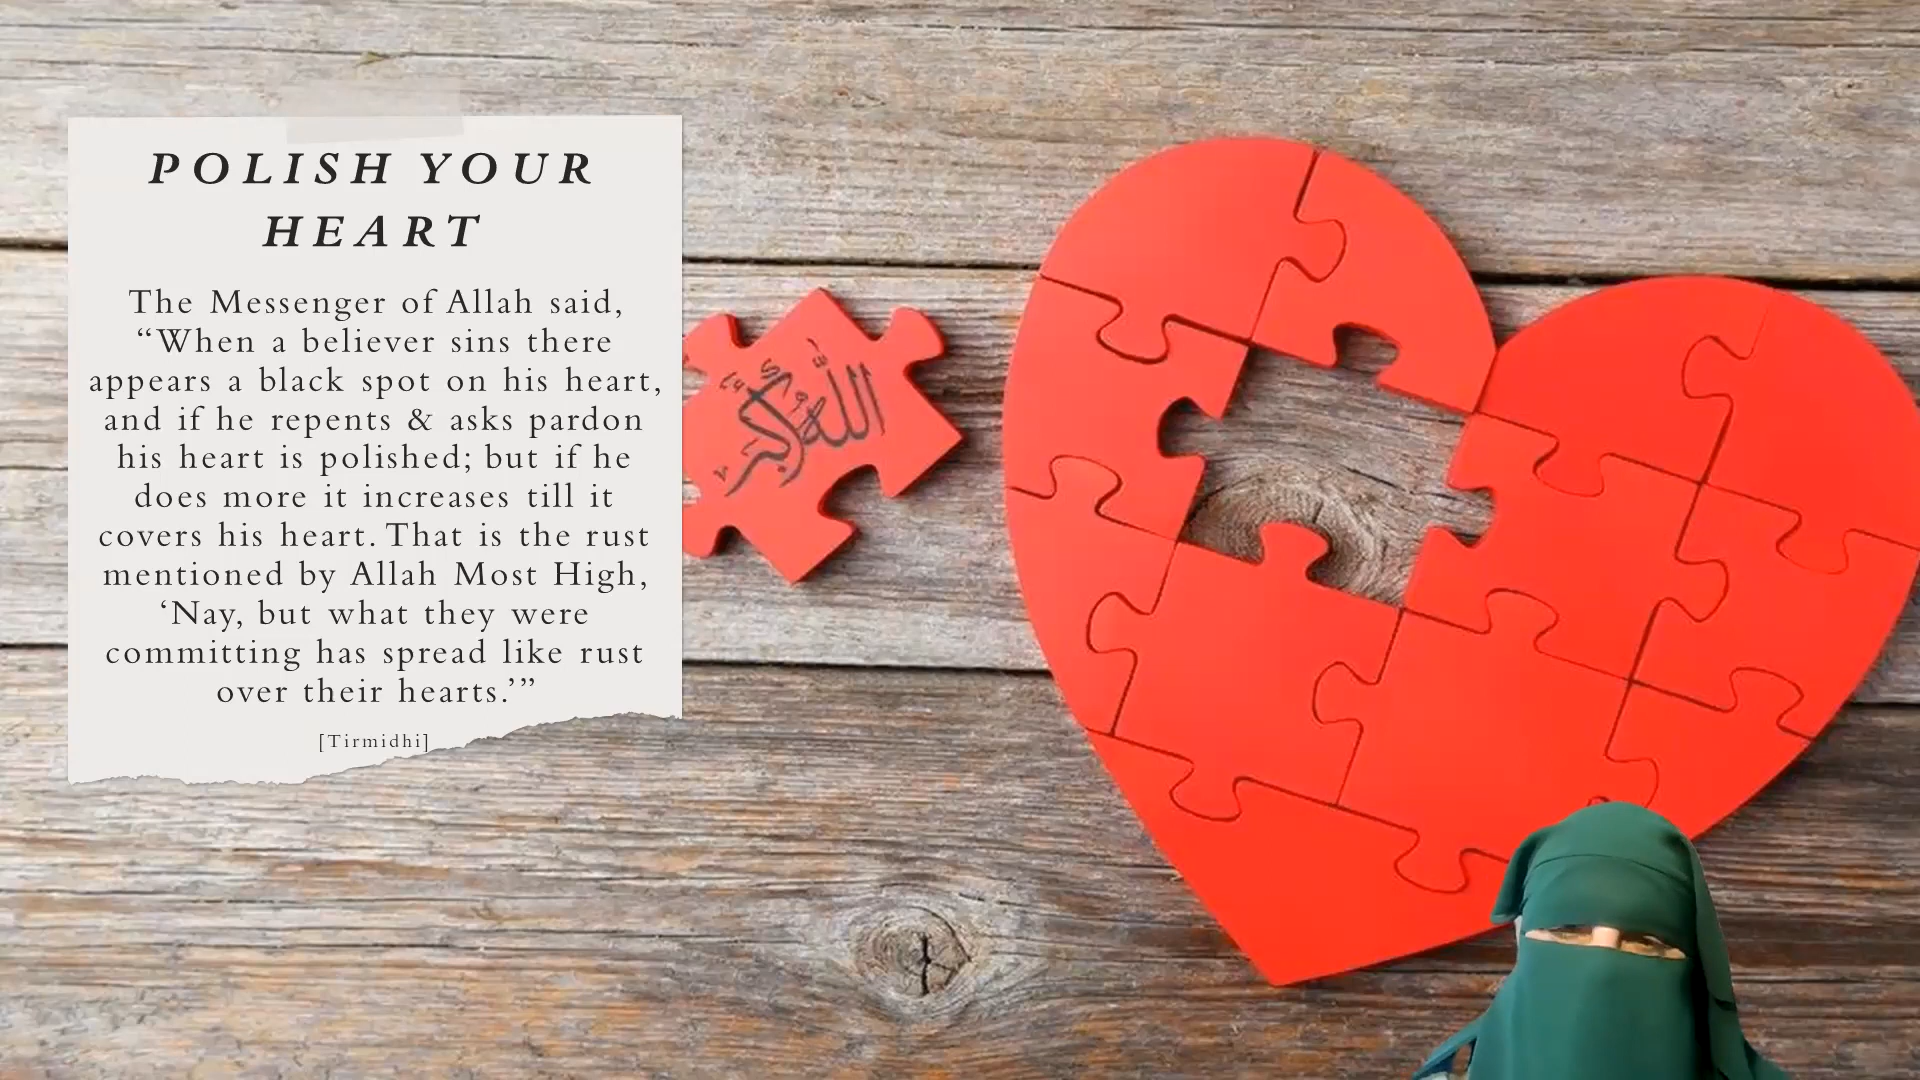 POLISH YOUR
HEART
The Messenger of Allah said,
“When a believer sins there
appears a black spot on his heart,
and if he repents & asks pardon
his heart is polished; but if he
does more it increases till it
covers his heart. That is the rust
mentioned by Allah Most High,
‘Nay, but what they were
committing has spread like rust
over their hearts.’”
[Tirmidhi]
الله أكبر